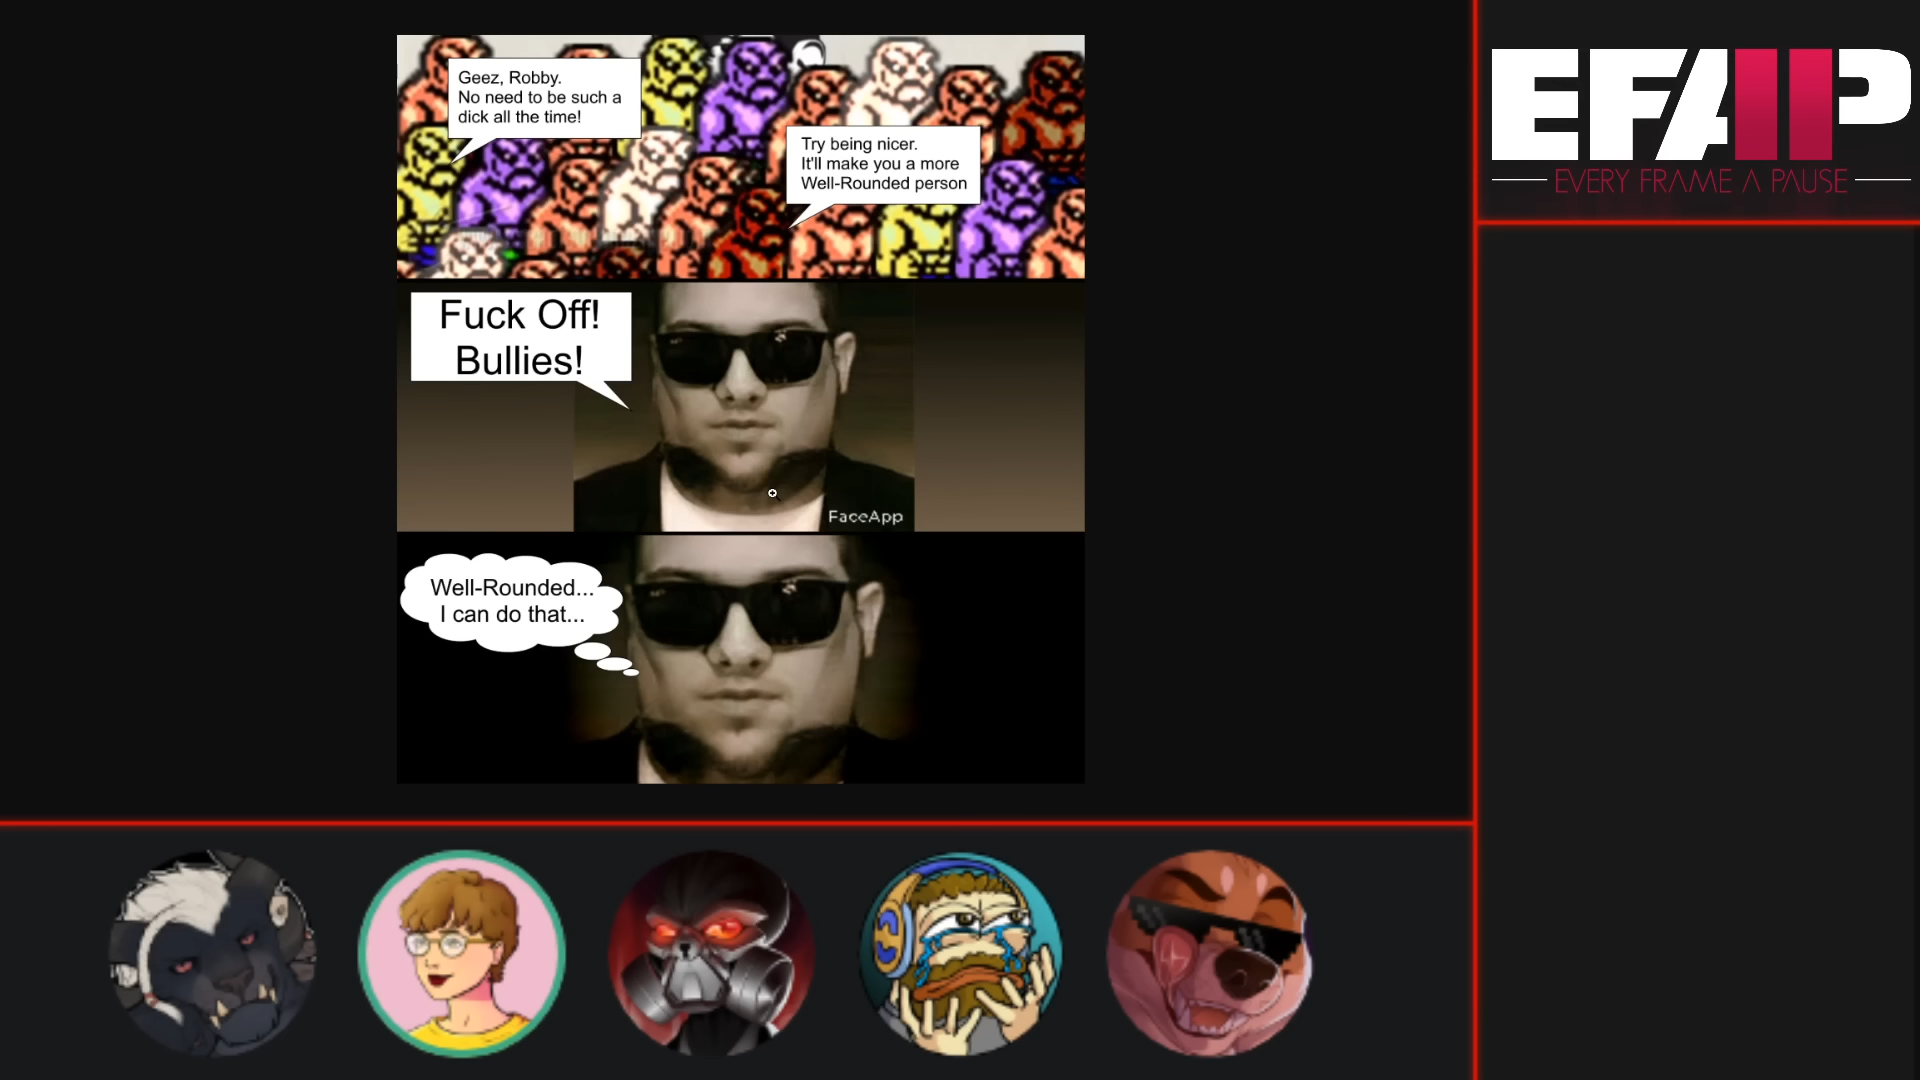 Geez, Robby.
No need to be such a
dick all the time!
Try being nicer.
It'll make you a more
Well-Rounded person
Fuck Off!
Bullies!
FaceApp
Well-Rounded...
I can do that...
EFAP
EVERY FRAME A PAUSE